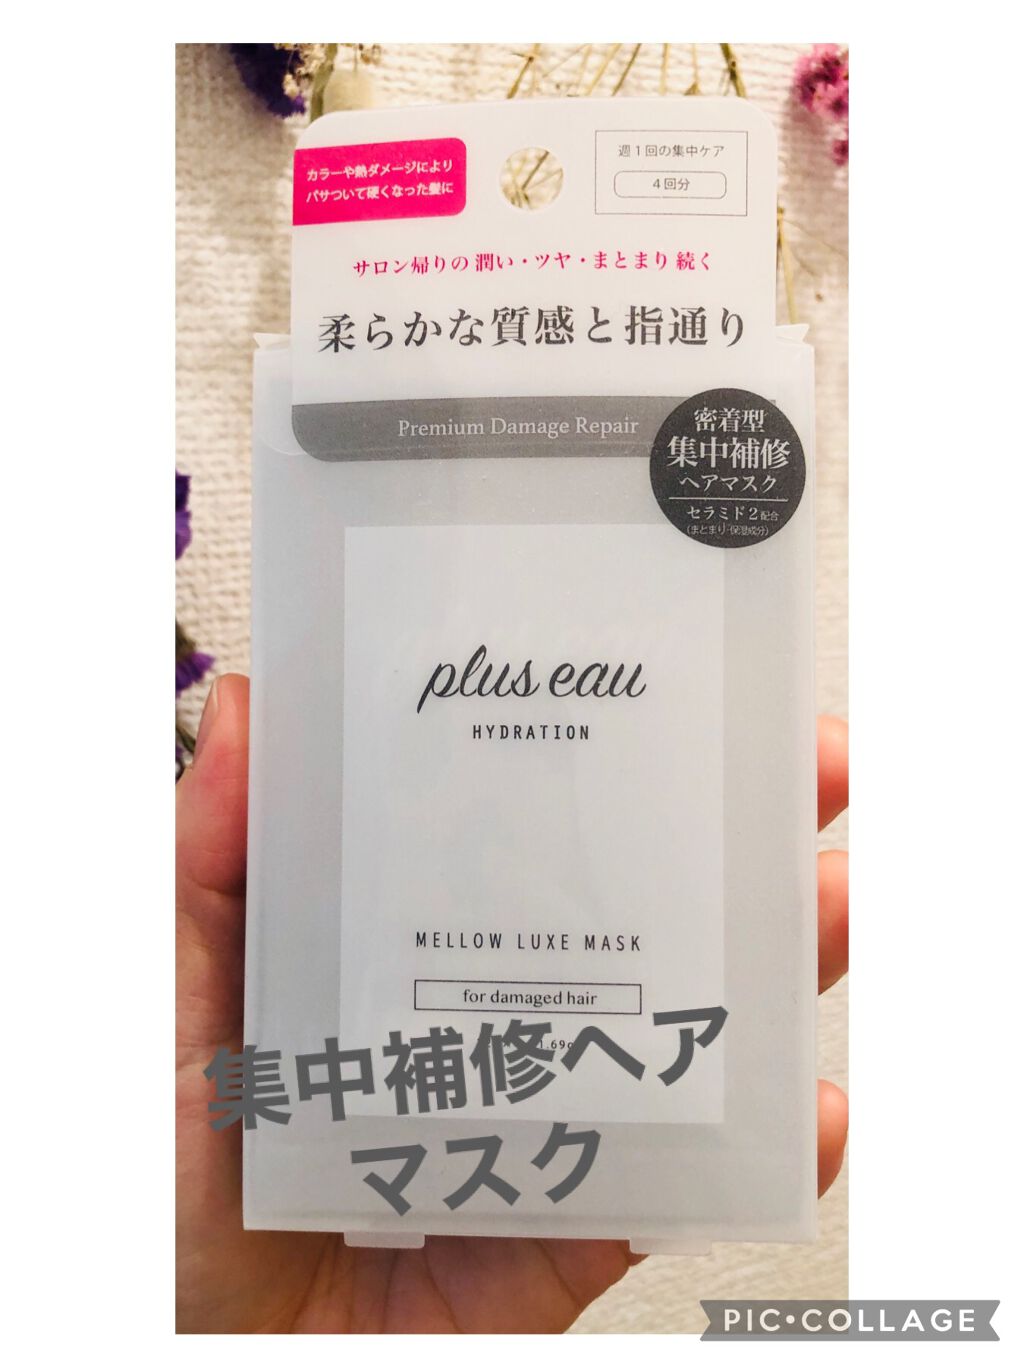 カラーや熱ダメージにより
パサついて硬くなった髪に
週1回の集中ケア
4回分
サロン帰りの潤い・ツヤ・まとまり続く
柔らかな質感と指通り
Premium Damage Repair
密着型
集中補修
ヘアマスク
セラミド2配合
(まとまり・保湿成分)
plus eau
HYDRATION
MELLOW LUXE MASK
for damaged hair
集中補修ヘア
マスク
PIC•COLLAGE